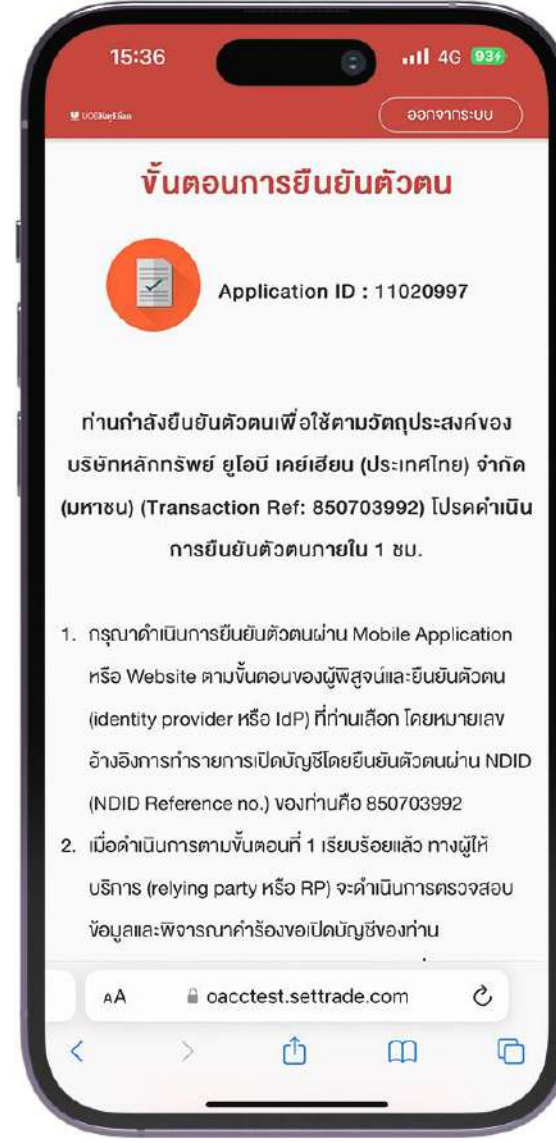 15:36
4G 93
UOBKayHian
ออกจากระบบ
ขั้นตอนการยืนยันตัวตน
Application ID : 11020997
ท่านกำลังยืนยันตัวตนเพื่อใช้ตามวัตถุประสงค์ของ
บริษัทหลักทรัพย์ ยูโอบี เคย์เฮียน (ประเทศไทย) จำกัด
(มหาชน) (Transaction Ref: 850703992) โปรดดำเนิน
การยืนยันตัวตนภายใน 1 ชม.
1. กรุณาดำเนินการยืนยันตัวตนผ่าน Mobile Application
หรือ Website ตามขั้นตอนของผู้พิสูจน์และยืนยันตัวตน
(identity provider หรือ IdP) ที่ท่านเลือก โดยหมายเลข
อ้างอิงการทำรายการเปิดบัญชีโดยยืนยันตัวตนผ่าน NDID
(NDID Reference no.) ของท่านคือ 850703992
2. เมื่อดำเนินการตามขั้นตอนที่ 1 เรียบร้อยแล้ว ทางผู้ให้
บริการ (relying party หรือ RP) จะดำเนินการตรวจสอบ
ข้อมูลและพิจารณาคำร้องขอเปิดบัญชีของท่าน
AA oacctest.settrade.com